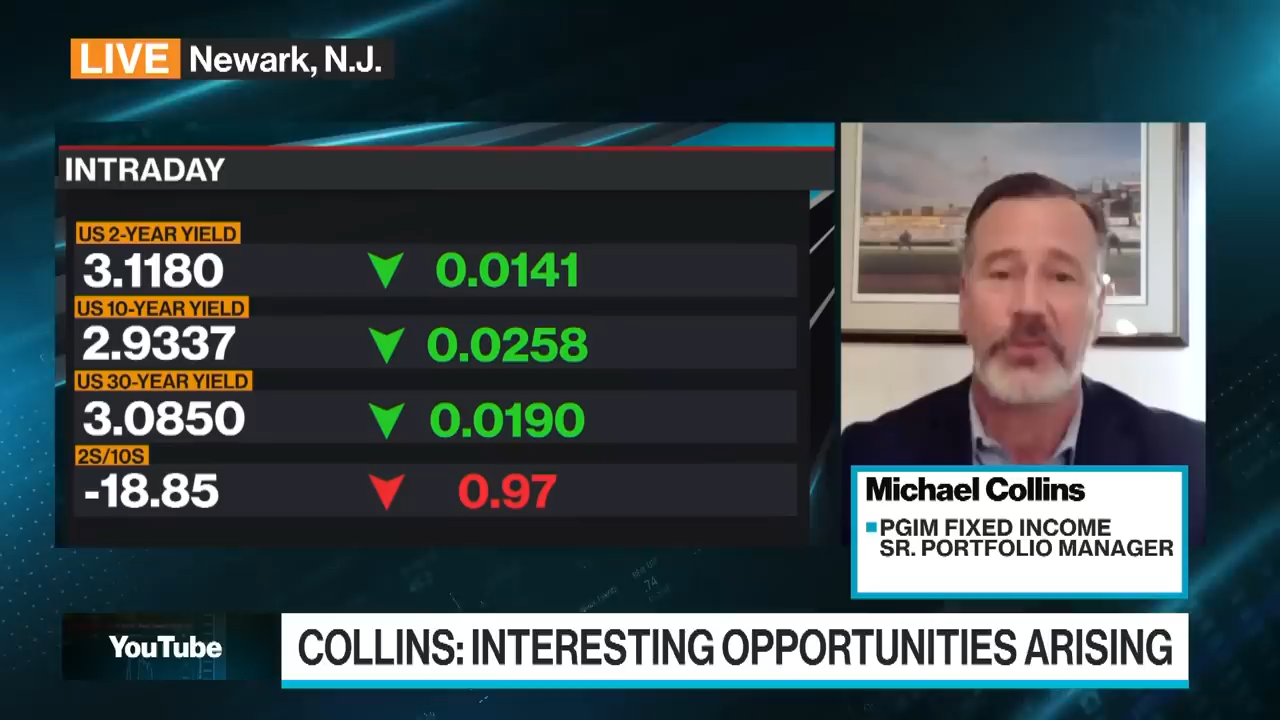 LIVE Newark, N.J.
INTRADAY
US 2-YEAR YIELD
3.1180 0.0141
US 10-YEAR YIELD
2.9337 0.0258
US 30-YEAR YIELD
3.0850 0.0190
2S/10S
-18.85 0.97
Michael Collins
PGIM FIXED INCOME
SR. PORTFOLIO MANAGER
YouTube
COLLINS: INTERESTING OPPORTUNITIES ARISING